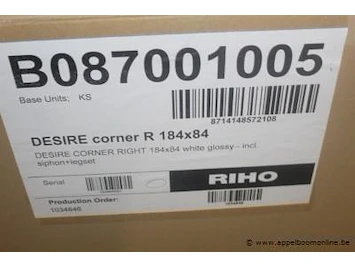 B087001005
Base Units; KS
8714148572108
DESIRE corner R 184x84
DESIRE CORNER RIGHT 184x84 white glossy - incl.
siphon+legset
Serial
RIHO
Production Order:
1034646
© www.appelboomonline.be